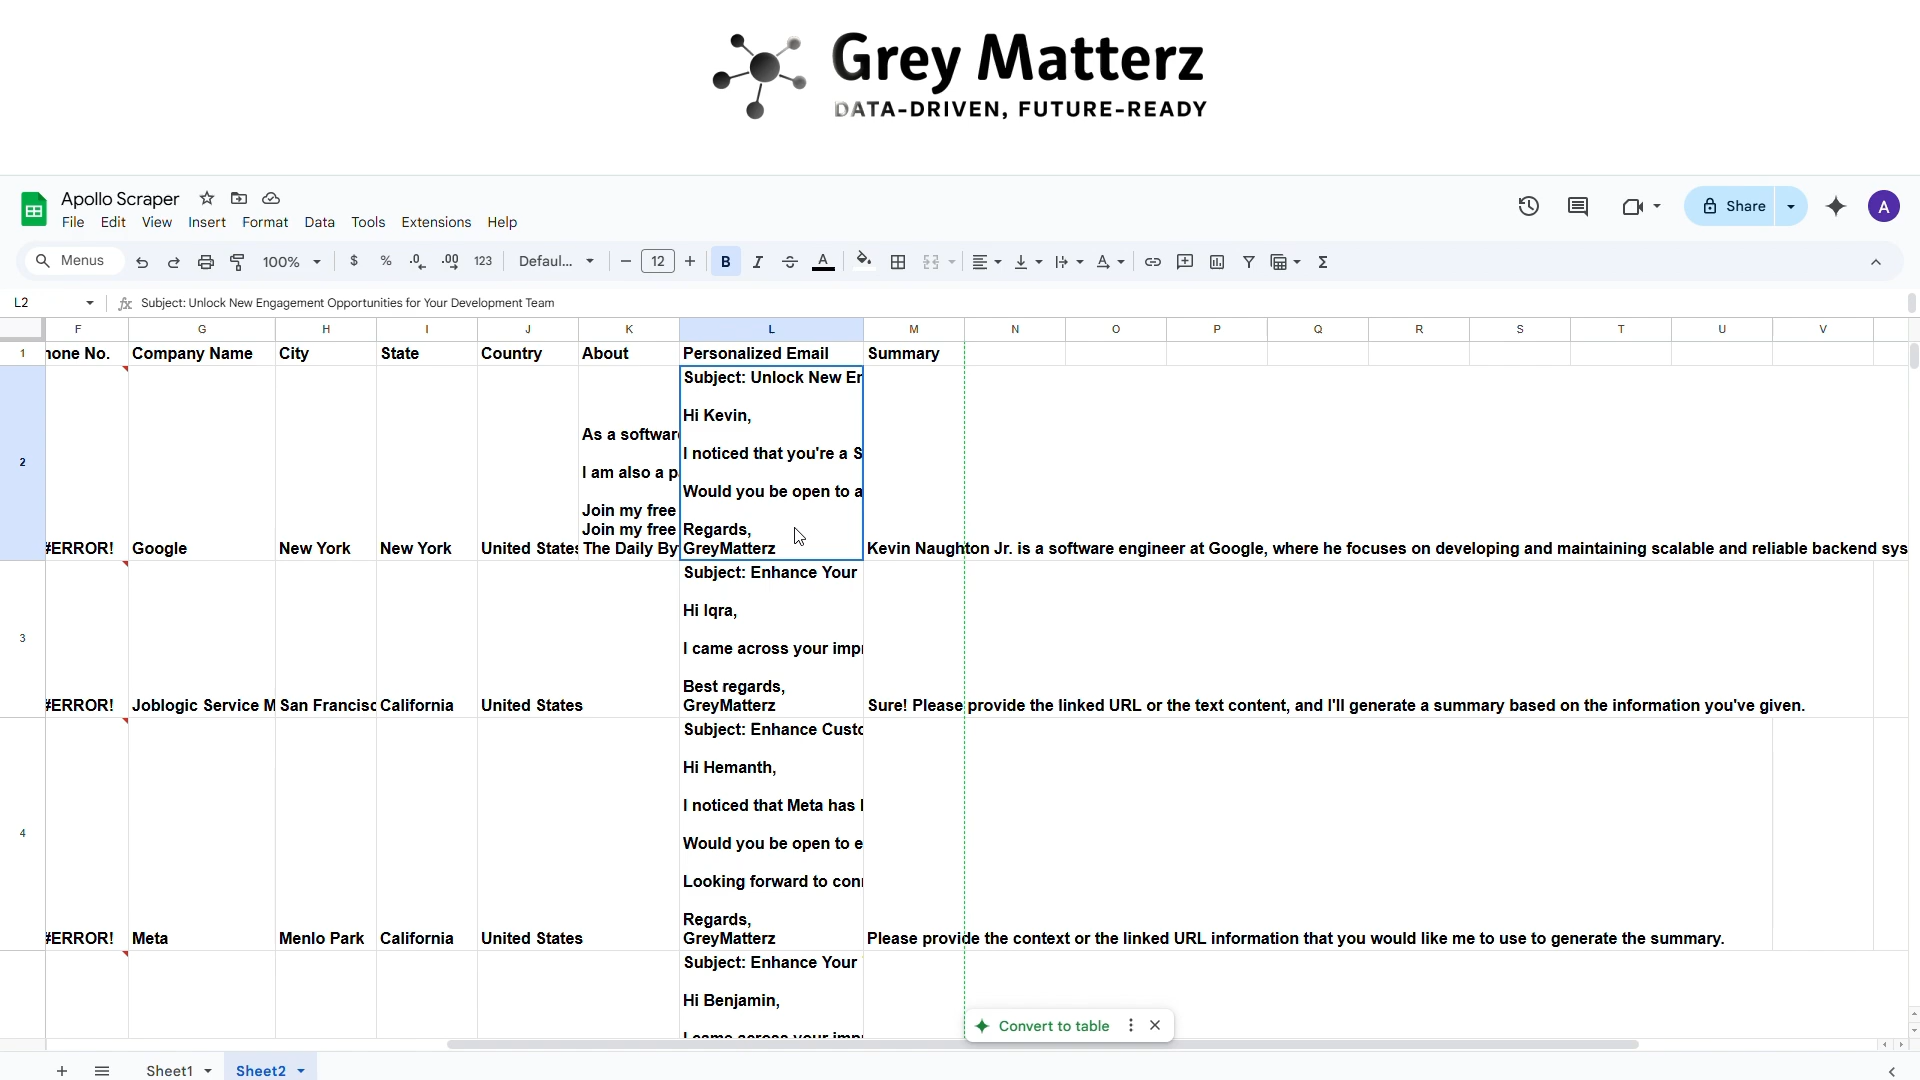 Grey Matterz
DATA-DRIVEN, FUTURE-READY
Apollo Scraper
File Edit View Insert Format Data Tools Extensions Help
Share
A
Menus 100% $ % .0 .00 123 Defaul... 12 B I A
L2 fx Subject: Unlock New Engagement Opportunities for Your Development Team
F G H I J K L M N O P Q R S T U V
1 hone No. Company Name City State Country About Personalized Email Summary
Subject: Unlock New En
Hi Kevin,
As a softwar
I noticed that you're a S
2
I am also a p
Would you be open to a
Join my free
Join my free Regards,
#ERROR! Google New York New York United States The Daily By GreyMatterz Kevin Naughton Jr. is a software engineer at Google, where he focuses on developing and maintaining scalable and reliable backend sys
Subject: Enhance Your
Hi Iqra,
3
I came across your impr
Best regards,
#ERROR! Joblogic Service M San Francisc California United States GreyMatterz Sure! Please provide the linked URL or the text content, and I'll generate a summary based on the information you've given.
Subject: Enhance Custo
Hi Hemanth,
I noticed that Meta has
4
Would you be open to e
Looking forward to conn
Regards,
#ERROR! Meta Menlo Park California United States GreyMatterz Please provide the context or the linked URL information that you would like me to use to generate the summary.
Subject: Enhance Your
Hi Benjamin,
I came across your impr
Convert to table
Sheet1 Sheet2